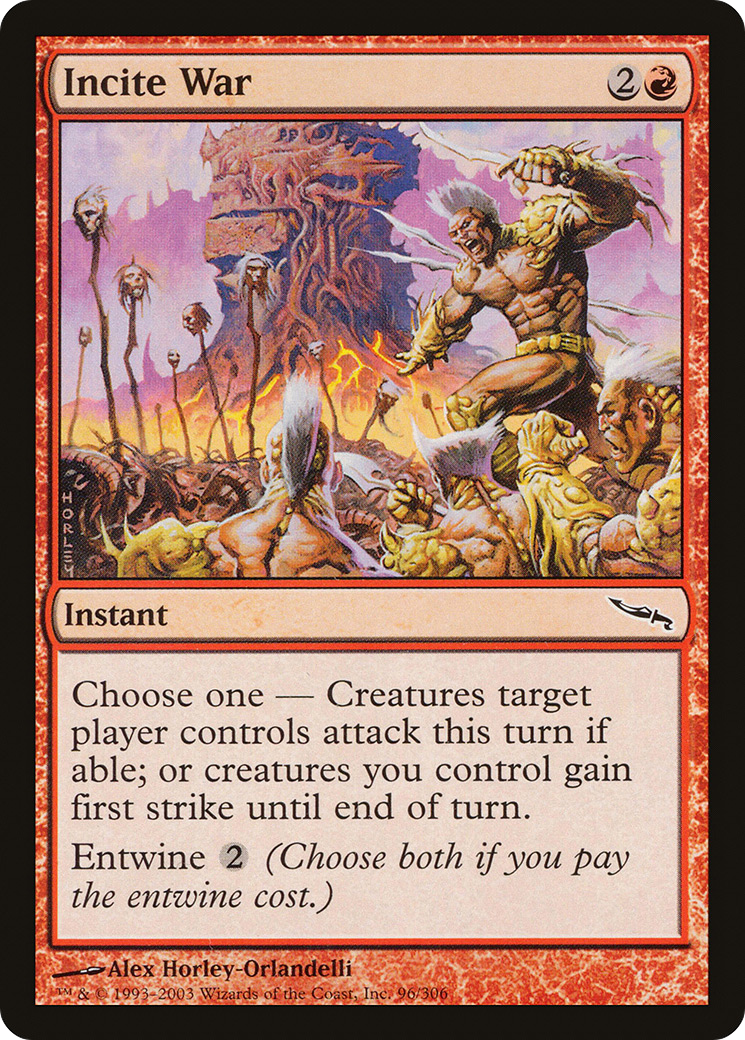 Incite War 2
HORLEY
Instant
Choose one — Creatures target
player controls attack this turn if
able; or creatures you control gain
first strike until end of turn.
Entwine 2 (Choose both if you pay
the entwine cost.)
Alex Horley-Orlandelli
™ & © 1993–2003 Wizards of the Coast, Inc. 96/306